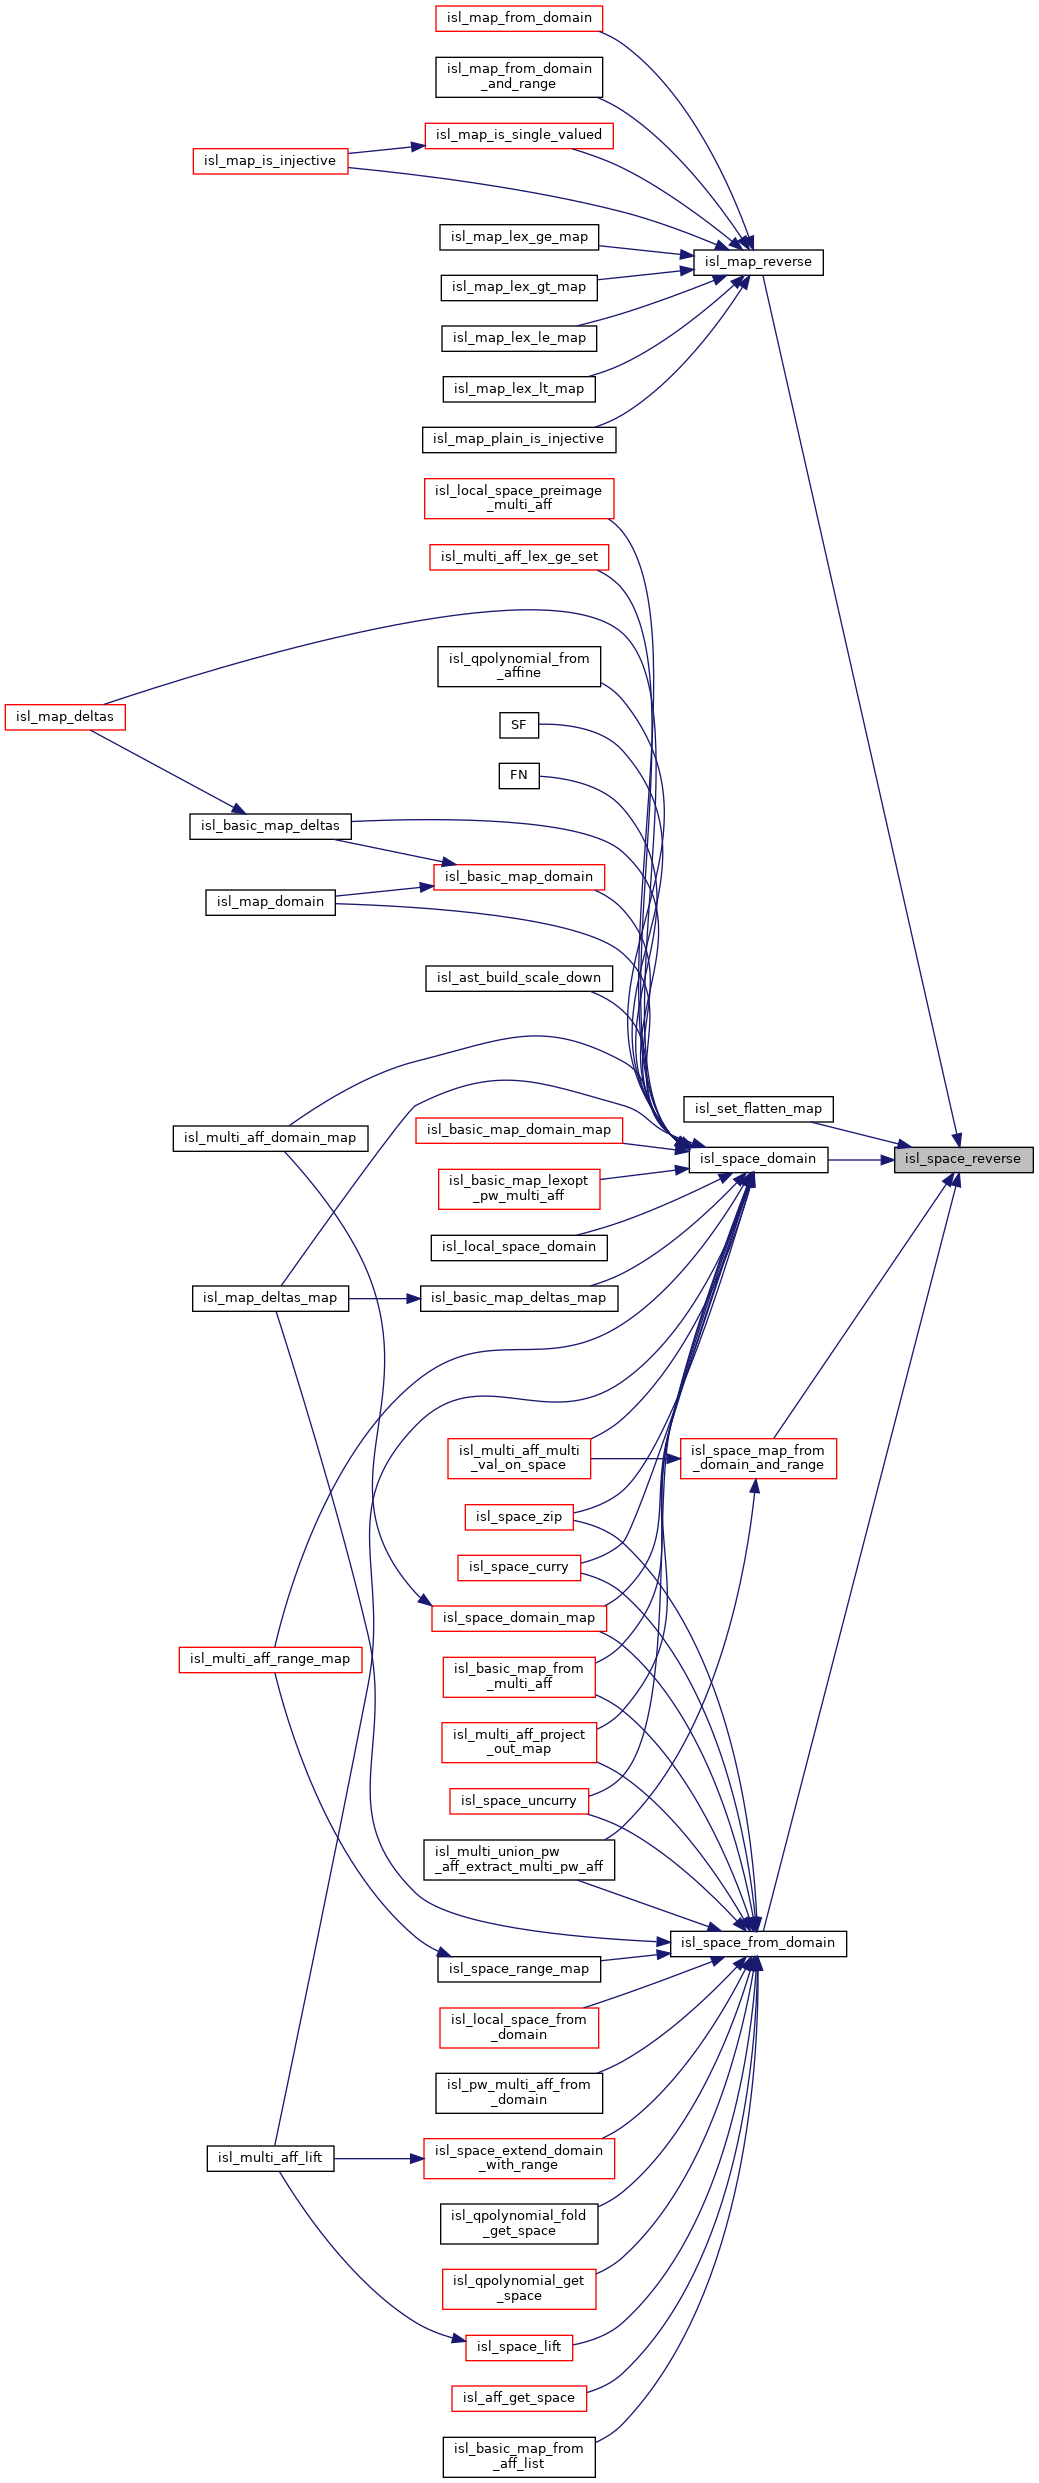 isl_map_from_domain
isl_map_from_domain
_and_range
isl_map_is_single_valued
isl_map_is_injective
isl_map_lex_ge_map
isl_map_reverse
isl_map_lex_gt_map
isl_map_lex_le_map
isl_map_lex_lt_map
isl_map_plain_is_injective
isl_local_space_preimage
_multi_aff
isl_multi_aff_lex_ge_set
isl_qpolynomial_from
_affine
isl_map_deltas
SF
FN
isl_basic_map_deltas
isl_basic_map_domain
isl_map_domain
isl_ast_build_scale_down
isl_set_flatten_map
isl_multi_aff_domain_map
isl_basic_map_domain_map
isl_space_domain
isl_space_reverse
isl_basic_map_lexopt
_pw_multi_aff
isl_local_space_domain
isl_map_deltas_map
isl_basic_map_deltas_map
isl_multi_aff_multi
_val_on_space
isl_space_map_from
_domain_and_range
isl_space_zip
isl_space_curry
isl_space_domain_map
isl_multi_aff_range_map
isl_basic_map_from
_multi_aff
isl_multi_aff_project
_out_map
isl_space_uncurry
isl_multi_union_pw
_aff_extract_multi_pw_aff
isl_space_from_domain
isl_space_range_map
isl_local_space_from
_domain
isl_pw_multi_aff_from
_domain
isl_multi_aff_lift
isl_space_extend_domain
_with_range
isl_qpolynomial_fold
_get_space
isl_qpolynomial_get
_space
isl_space_lift
isl_aff_get_space
isl_basic_map_from
_aff_list